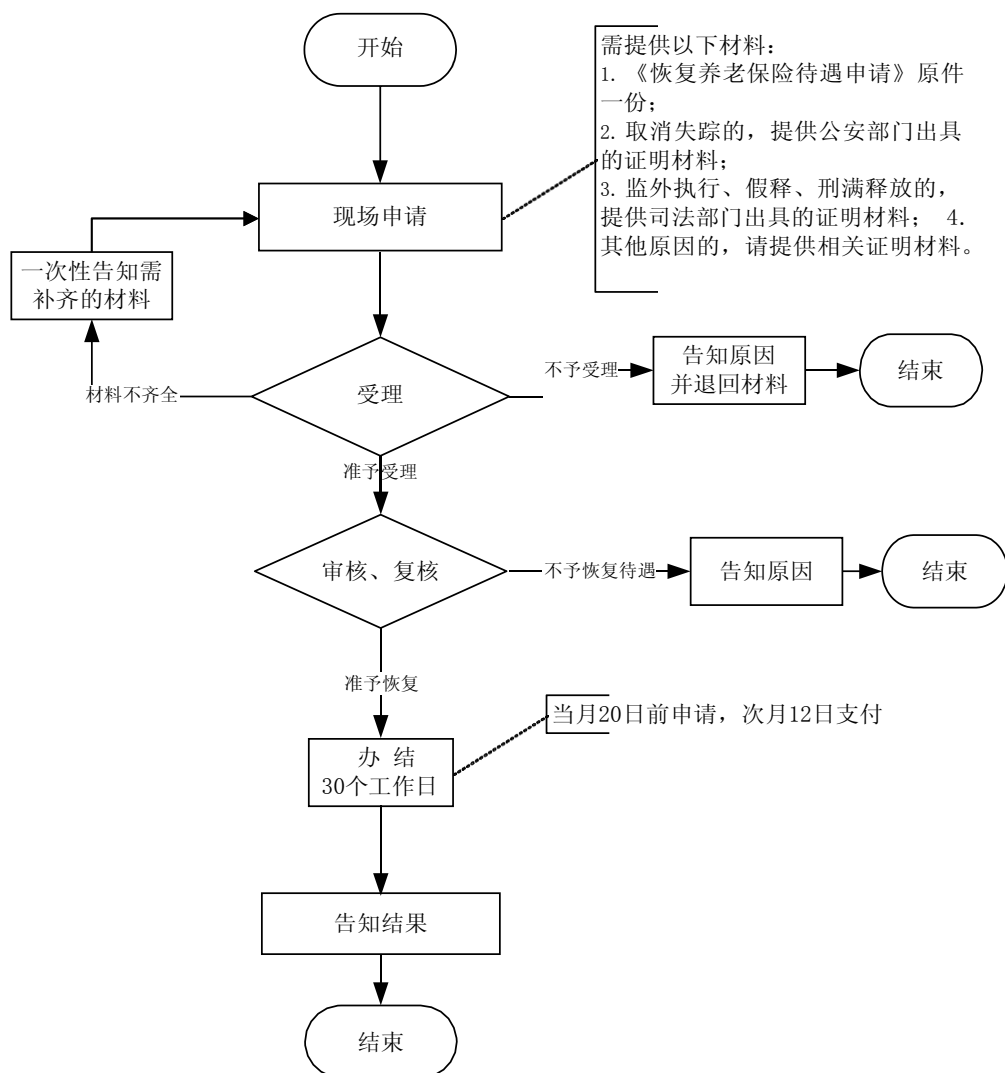 开始
需提供以下材料：
1. 《恢复养老保险待遇申请》原件
一份；
2. 取消失踪的，提供公安部门出具
的证明材料；
3. 监外执行、假释、刑满释放的，
提供司法部门出具的证明材料； 4.
其他原因的，请提供相关证明材料。
现场申请
一次性告知需
补齐的材料
材料不齐全
受理
不予受理
告知原因
并退回材料
结束
准予受理
审核、复核
不予恢复待遇
告知原因
结束
准予恢复
当月20日前申请，次月12日支付
办 结
30个工作日
告知结果
结束